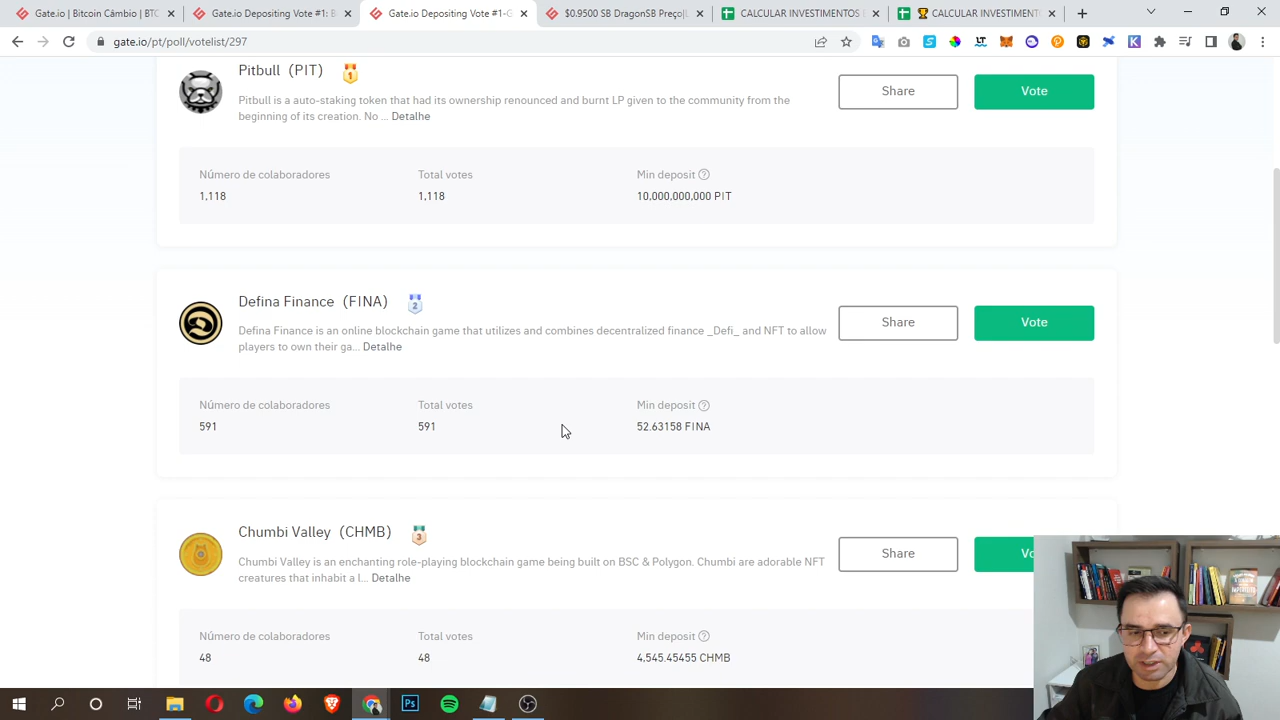 Gate.io | Bitcoin Câmbio | BTC
Gate.io Depositing Vote #1: B
Gate.io Depositing Vote #1-G
$0.9500 SB DragonSB Preço|L
CALCULAR INVESTIMENTOS E
🏆 CALCULAR INVESTIMENT
gate.io/pt/poll/votelist/297
Pitbull (PIT) 1
Pitbull is a auto-staking token that had its ownership renounced and burnt LP given to the community from the
beginning of its creation. No ... Detalhe
Share
Vote
Número de colaboradores
Total votes
Min deposit ?
1,118
1,118
10,000,000,000 PIT
Defina Finance (FINA) 2
Defina Finance is an online blockchain game that utilizes and combines decentralized finance _Defi_ and NFT to allow
players to own their ga... Detalhe
Share
Vote
Número de colaboradores
Total votes
Min deposit ?
591
591
52.63158 FINA
Chumbi Valley (CHMB) 3
Chumbi Valley is an enchanting role-playing blockchain game being built on BSC & Polygon. Chumbi are adorable NFT
creatures that inhabit a l... Detalhe
Share
Vo
Número de colaboradores
Total votes
Min deposit ?
48
48
4,545.45455 CHMB